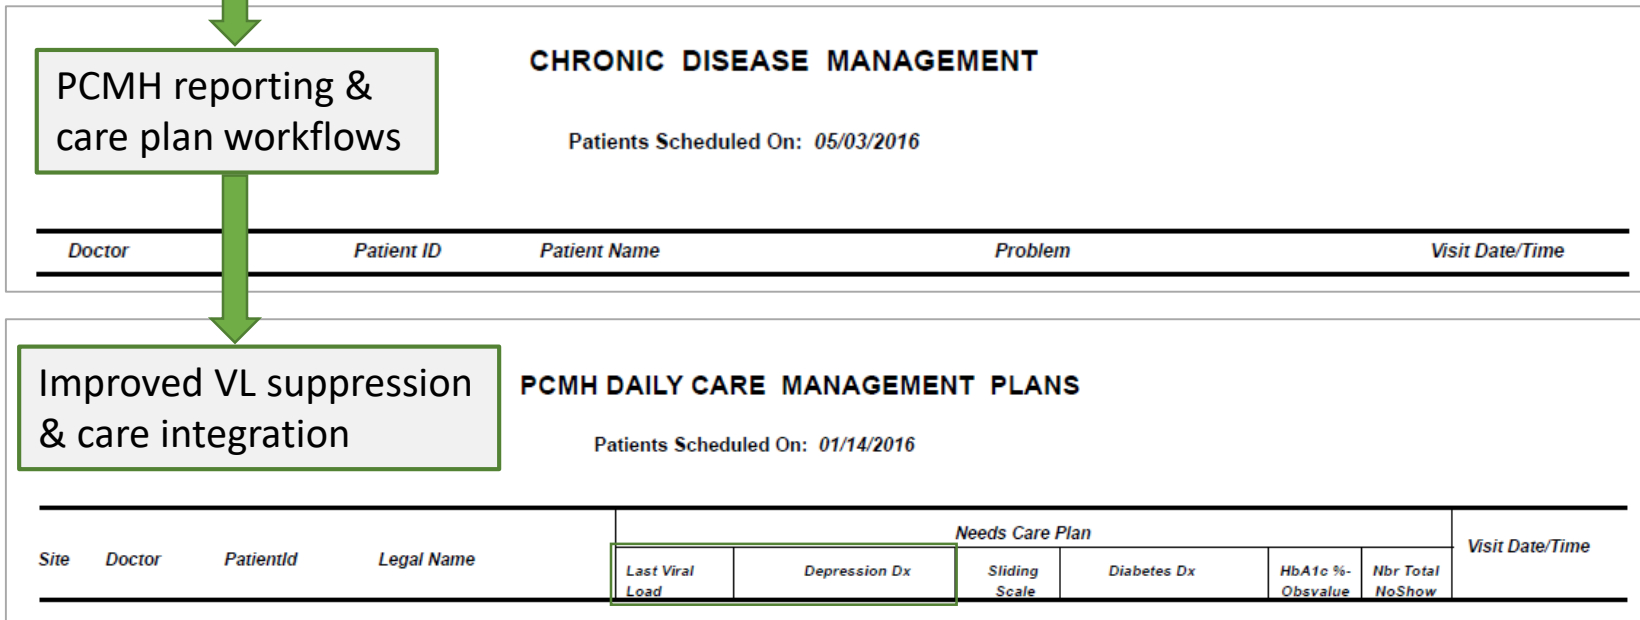 PCMH reporting &
care plan workflows
CHRONIC DISEASE MANAGEMENT
Patients Scheduled On: 05/03/2016
Doctor Patient ID Patient Name Problem Visit Date/Time
Improved VL suppression
& care integration
PCMH DAILY CARE MANAGEMENT PLANS
Patients Scheduled On: 01/14/2016
Needs Care Plan
Site Doctor PatientId Legal Name Visit Date/Time
Last Viral Depression Dx Sliding Diabetes Dx HbA1c %- Nbr Total
Load Scale Obsvalue NoShow